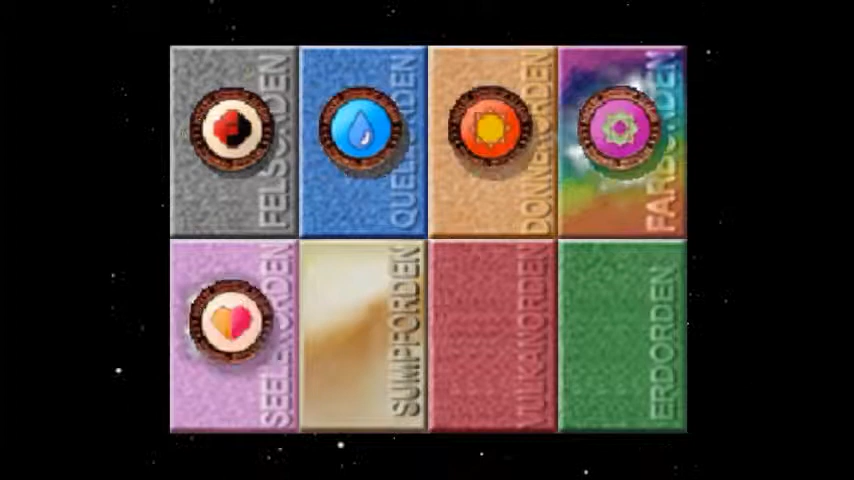 FELSORDEN
QUELLORDEN
DONNERORDEN
FARBORDEN
SEELENORDEN
SUMPFORDEN
VULKANORDEN
ERDORDEN